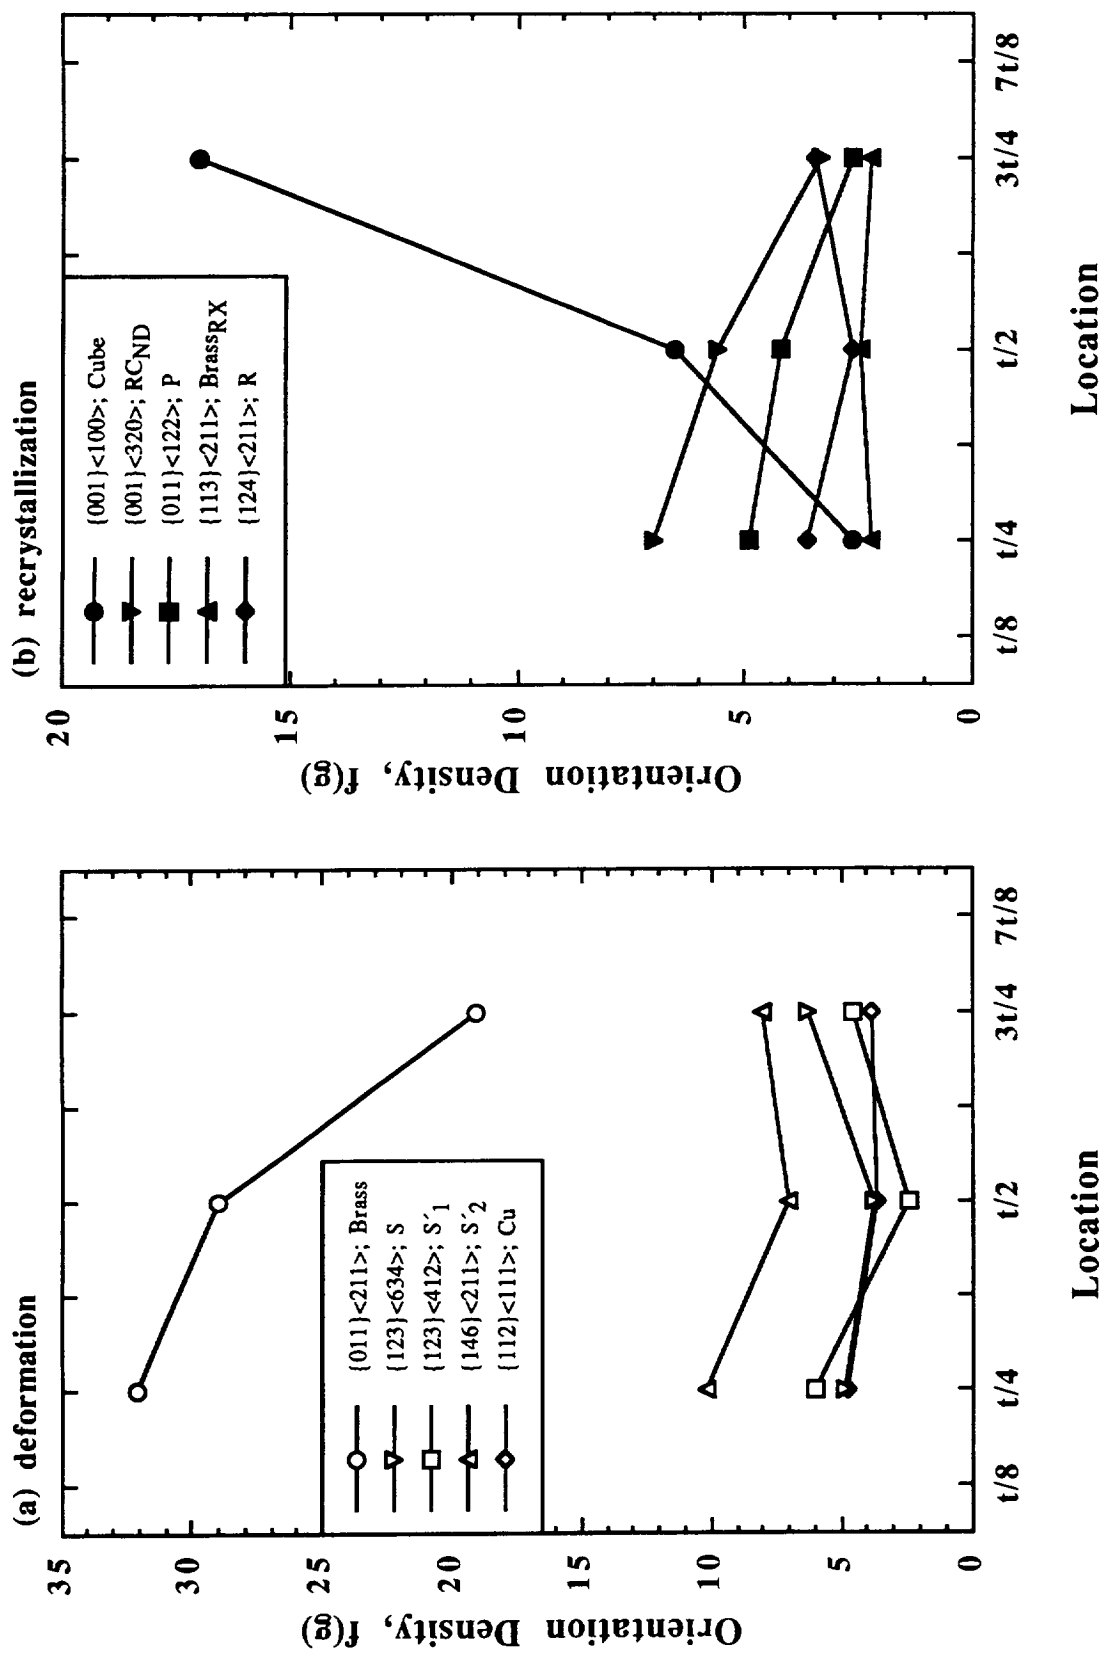 (a) deformation
Orientation Density, f(g)
35
30
25
20
15
10
5
0
{011}<211>; Brass
{123}<634>; S
{123}<412>; S´1
{146}<211>; S´2
{112}<111>; Cu
t/8
t/4
t/2
3t/4
7t/8
Location
(b) recrystallization
Orientation Density, f(g)
20
15
10
5
0
{001}<100>; Cube
{001}<320>; RCND
{011}<122>; P
{113}<211>; BrassRX
{124}<211>; R
t/8
t/4
t/2
3t/4
7t/8
Location